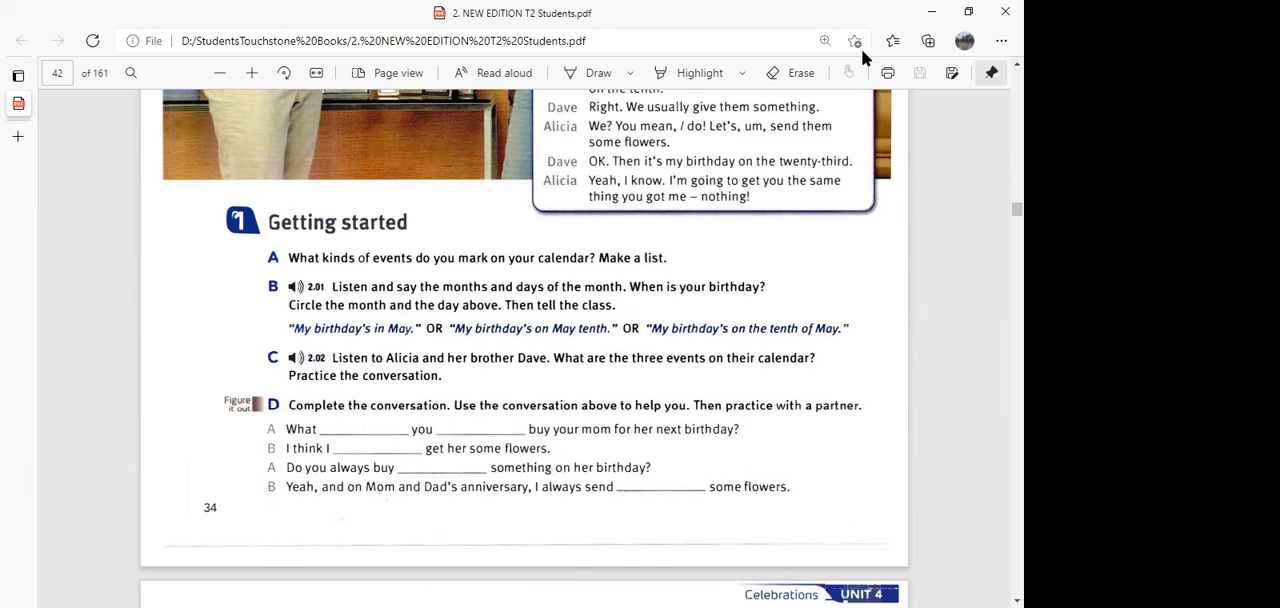 2. NEW EDITION T2 Students.pdf
File D:/StudentsTouchstone%20Books/2.%20NEW%20EDITION%20T2%20Students.pdf
42 of 161 Page view Read aloud Draw Highlight Erase
on the tenth.
Dave Right. We usually give them something.
Alicia We? You mean, I do! Let's, um, send them
some flowers.
Dave OK. Then it's my birthday on the twenty-third.
Alicia Yeah, I know. I'm going to get you the same
thing you got me – nothing!
1 Getting started
A What kinds of events do you mark on your calendar? Make a list.
B 2.01 Listen and say the months and days of the month. When is your birthday?
Circle the month and the day above. Then tell the class.
"My birthday's in May." OR "My birthday's on May tenth." OR "My birthday's on the tenth of May."
C 2.02 Listen to Alicia and her brother Dave. What are the three events on their calendar?
Practice the conversation.
Figure
it out
D Complete the conversation. Use the conversation above to help you. Then practice with a partner.
A What ____________ you ____________ buy your mom for her next birthday?
B I think I ____________ get her some flowers.
A Do you always buy ____________ something on her birthday?
B Yeah, and on Mom and Dad's anniversary, I always send ____________ some flowers.
34
Celebrations UNIT 4